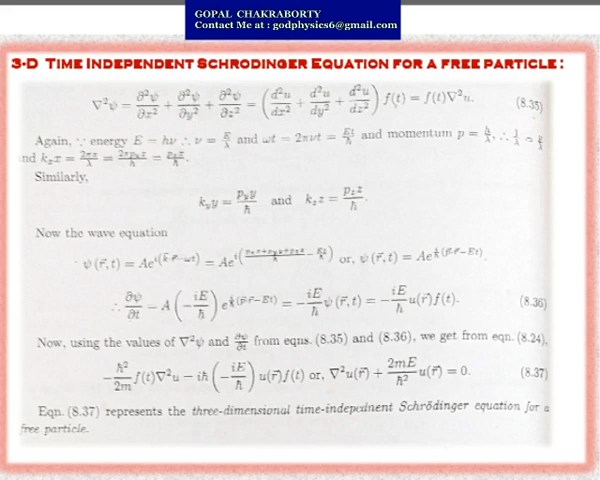 GOPAL CHAKRABORTY
Contact Me at : godphysics6@gmail.com
3-D TIME INDEPENDENT SCHRODINGER EQUATION FOR A FREE PARTICLE :
∇²ψ = ∂²ψ/∂x² + ∂²ψ/∂y² + ∂²ψ/∂z² = (d²u/dx² + d²u/dy² + d²u/dz²) f(t) = f(t)∇²u. (8.35)
Again, ∵ energy E = hν ∴ ν = and ωt = 2πνt = Et/ħ and momentum p = h/λ, ∴
nd kₓx = 2πx/λ = = pₓx/ħ.
Similarly,
k_y y = p_y y/ħ and k_z z = p_z z/ħ.
Now the wave equation
ψ(r⃗,t) = Ae^{i(k⃗·r⃗−ωt)} = Ae^{i((pₓx+p_y y+p_z z)/ħ − Et/ħ)} or, ψ(r⃗,t) = Ae^{i/ħ(p⃗·r⃗−Et)}.
∴ ∂ψ/∂t − A(−iE/ħ) e^{i/ħ(p⃗·r⃗−Et)} = −iE/ħ ψ(r⃗,t) = −iE/ħ u(r⃗)f(t). (8.36)
Now, using the values of ∇²ψ and ∂ψ/∂t from eqns. (8.35) and (8.36), we get from eqn. (8.24),
−ħ²/2m f(t)∇²u − iħ(−iE/ħ) u(r⃗)f(t) or, ∇²u(r⃗) + 2mE/ħ² u(r⃗) = 0. (8.37)
Eqn. (8.37) represents the three-dimensional time-independent Schrödinger equation for a
free particle.